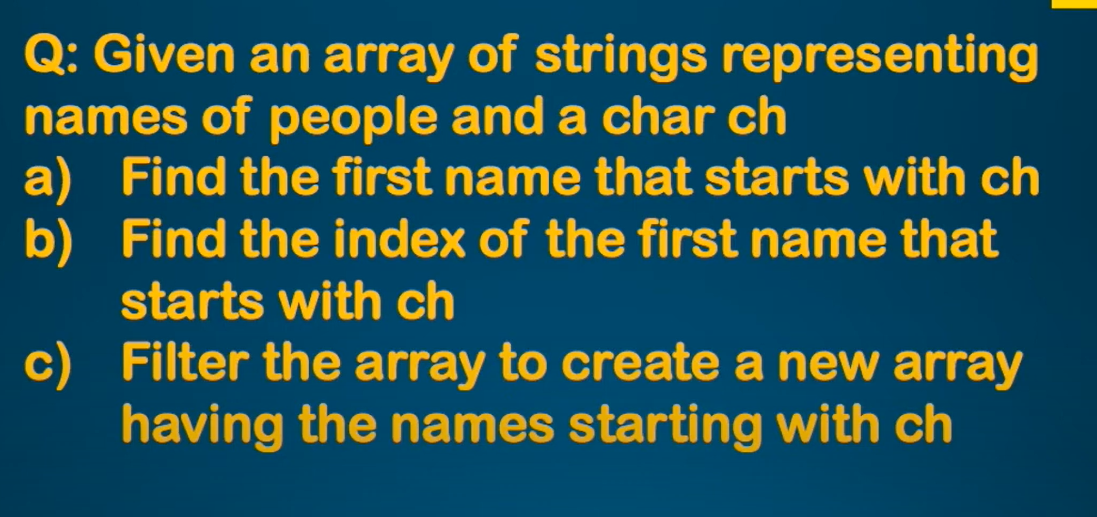 Q: Given an array of strings representing
names of people and a char ch
a) Find the first name that starts with ch
b) Find the index of the first name that
starts with ch
c) Filter the array to create a new array
having the names starting with ch